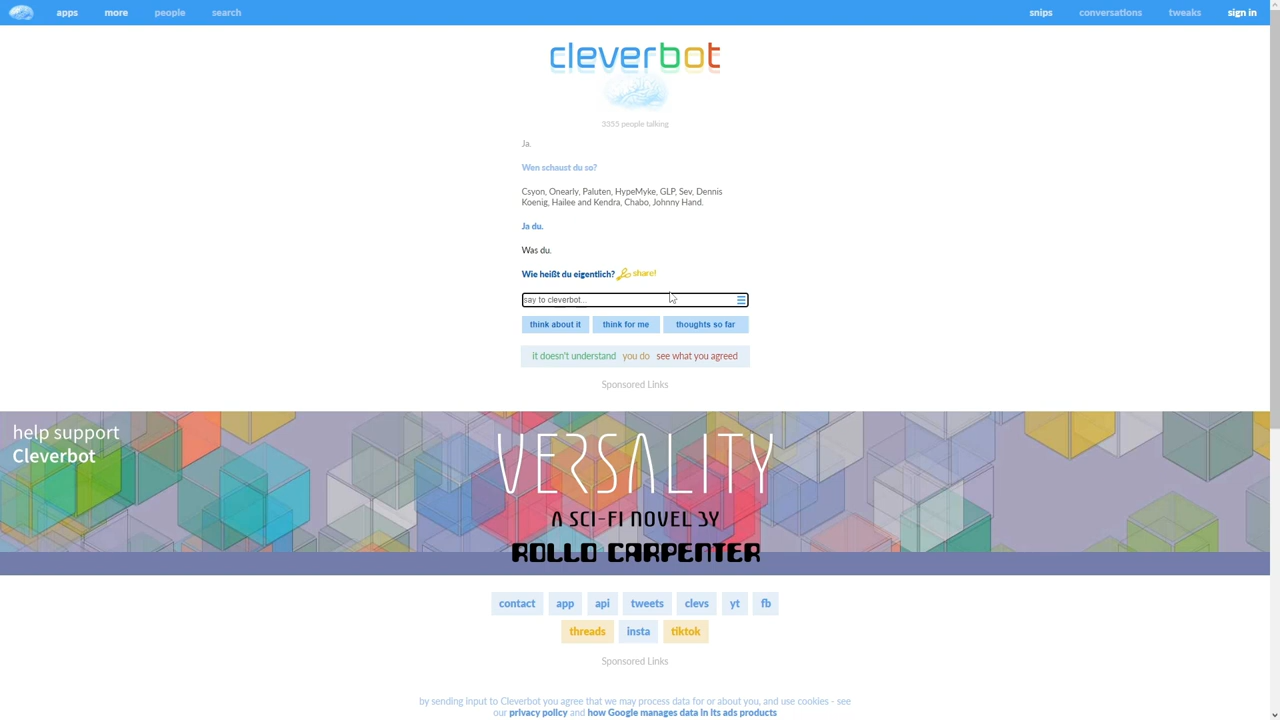 apps more people search snips conversations tweaks sign in
cleverbot
3355 people talking
Ja.
Wen schaust du so?
Csyon, Onearly, Paluten, HypeMyke, GLP, Sev, Dennis
Koenig, Hailee and Kendra, Chabo, Johnny Hand.
Ja du.
Was du.
Wie heißt du eigentlich? share!
say to cleverbot...
think about it think for me thoughts so far
it doesn't understand you do see what you agreed
Sponsored Links
help support
Cleverbot
VERSALITY
A SCI-FI NOVEL BY
ROLLO CARPENTER
contact app api tweets clevs yt fb
threads insta tiktok
Sponsored Links
by sending input to Cleverbot you agree that we may process data for or about you, and use cookies - see
our privacy policy and how Google manages data in its ads products